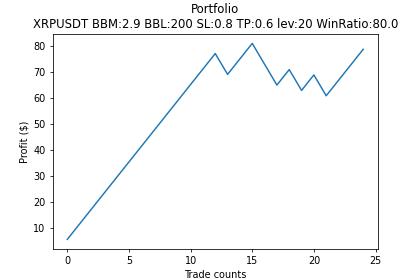 Portfolio
XRPUSDT BBM:2.9 BBL:200 SL:0.8 TP:0.6 lev:20 WinRatio:80.0
80
70
60
50
40
30
20
10
Profit ($)
0 5 10 15 20 25
Trade counts